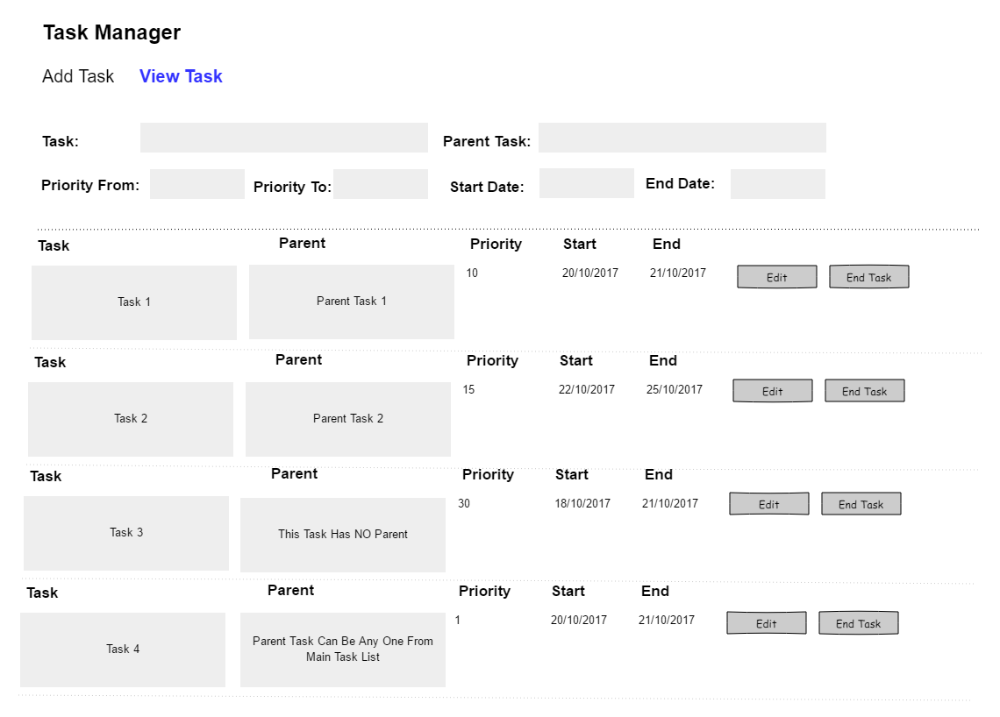 Task Manager
Add Task View Task
Task: Parent Task:
Priority From: Priority To: Start Date: End Date:
Task Parent Priority Start End
Task 1 Parent Task 1 10 20/10/2017 21/10/2017 Edit End Task
Task Parent Priority Start End
Task 2 Parent Task 2 15 22/10/2017 25/10/2017 Edit End Task
Task Parent Priority Start End
Task 3 This Task Has NO Parent 30 18/10/2017 21/10/2017 Edit End Task
Task Parent Priority Start End
Task 4 Parent Task Can Be Any One From 1 20/10/2017 21/10/2017 Edit End Task
Main Task List